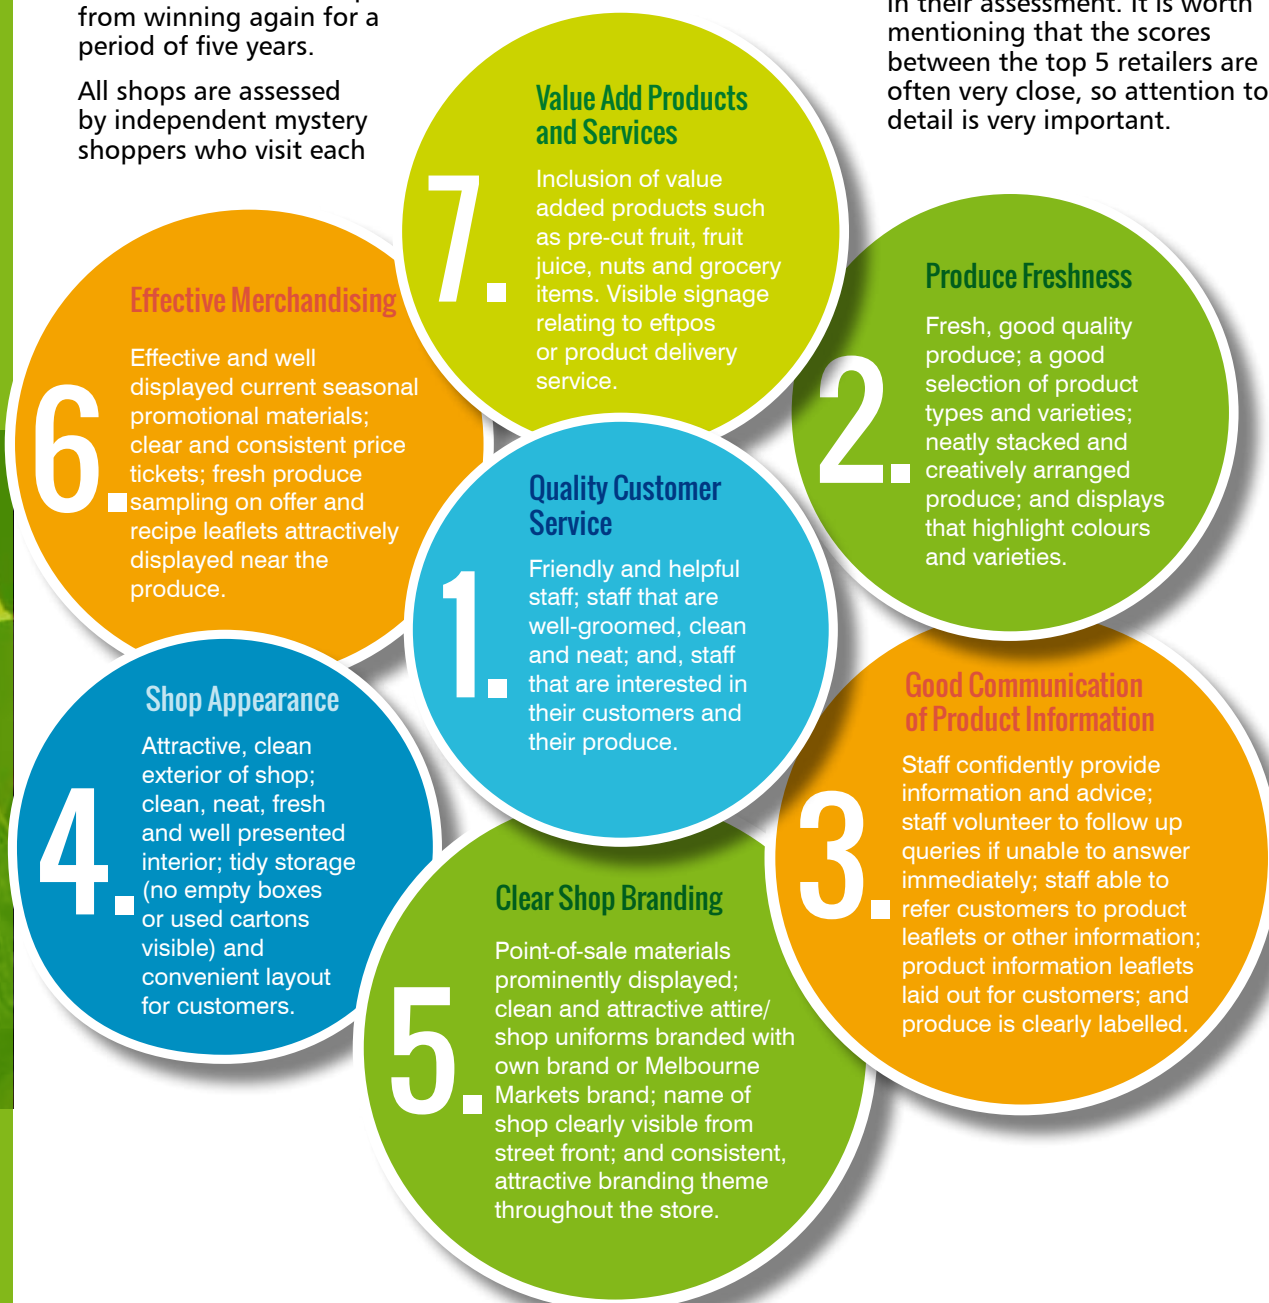 from winning again for a
period of five years.
All shops are assessed
by independent mystery
shoppers who visit each
in their assessment. It is worth
mentioning that the scores
between the top 5 retailers are
often very close, so attention to
detail is very important.
1.
Quality Customer
Service
Friendly and helpful
staff; staff that are
well-groomed, clean
and neat; and, staff
that are interested in
their customers and
their produce.
2.
Produce Freshness
Fresh, good quality
produce; a good
selection of product
types and varieties;
neatly stacked and
creatively arranged
produce; and displays
that highlight colours
and varieties.
3.
Good Communication
of Product Information
Staff confidently provide
information and advice;
staff volunteer to follow up
queries if unable to answer
immediately; staff able to
refer customers to product
leaflets or other information;
product information leaflets
laid out for customers; and
produce is clearly labelled.
4.
Shop Appearance
Attractive, clean
exterior of shop;
clean, neat, fresh
and well presented
interior; tidy storage
(no empty boxes
or used cartons
visible) and
convenient layout
for customers.
5.
Clear Shop Branding
Point-of-sale materials
prominently displayed;
clean and attractive attire/
shop uniforms branded with
own brand or Melbourne
Markets brand; name of
shop clearly visible from
street front; and consistent,
attractive branding theme
throughout the store.
6.
Effective Merchandising
Effective and well
displayed current seasonal
promotional materials;
clear and consistent price
tickets; fresh produce
sampling on offer and
recipe leaflets attractively
displayed near the
produce.
7.
Value Add Products
and Services
Inclusion of value
added products such
as pre-cut fruit, fruit
juice, nuts and grocery
items. Visible signage
relating to eftpos
or product delivery
service.